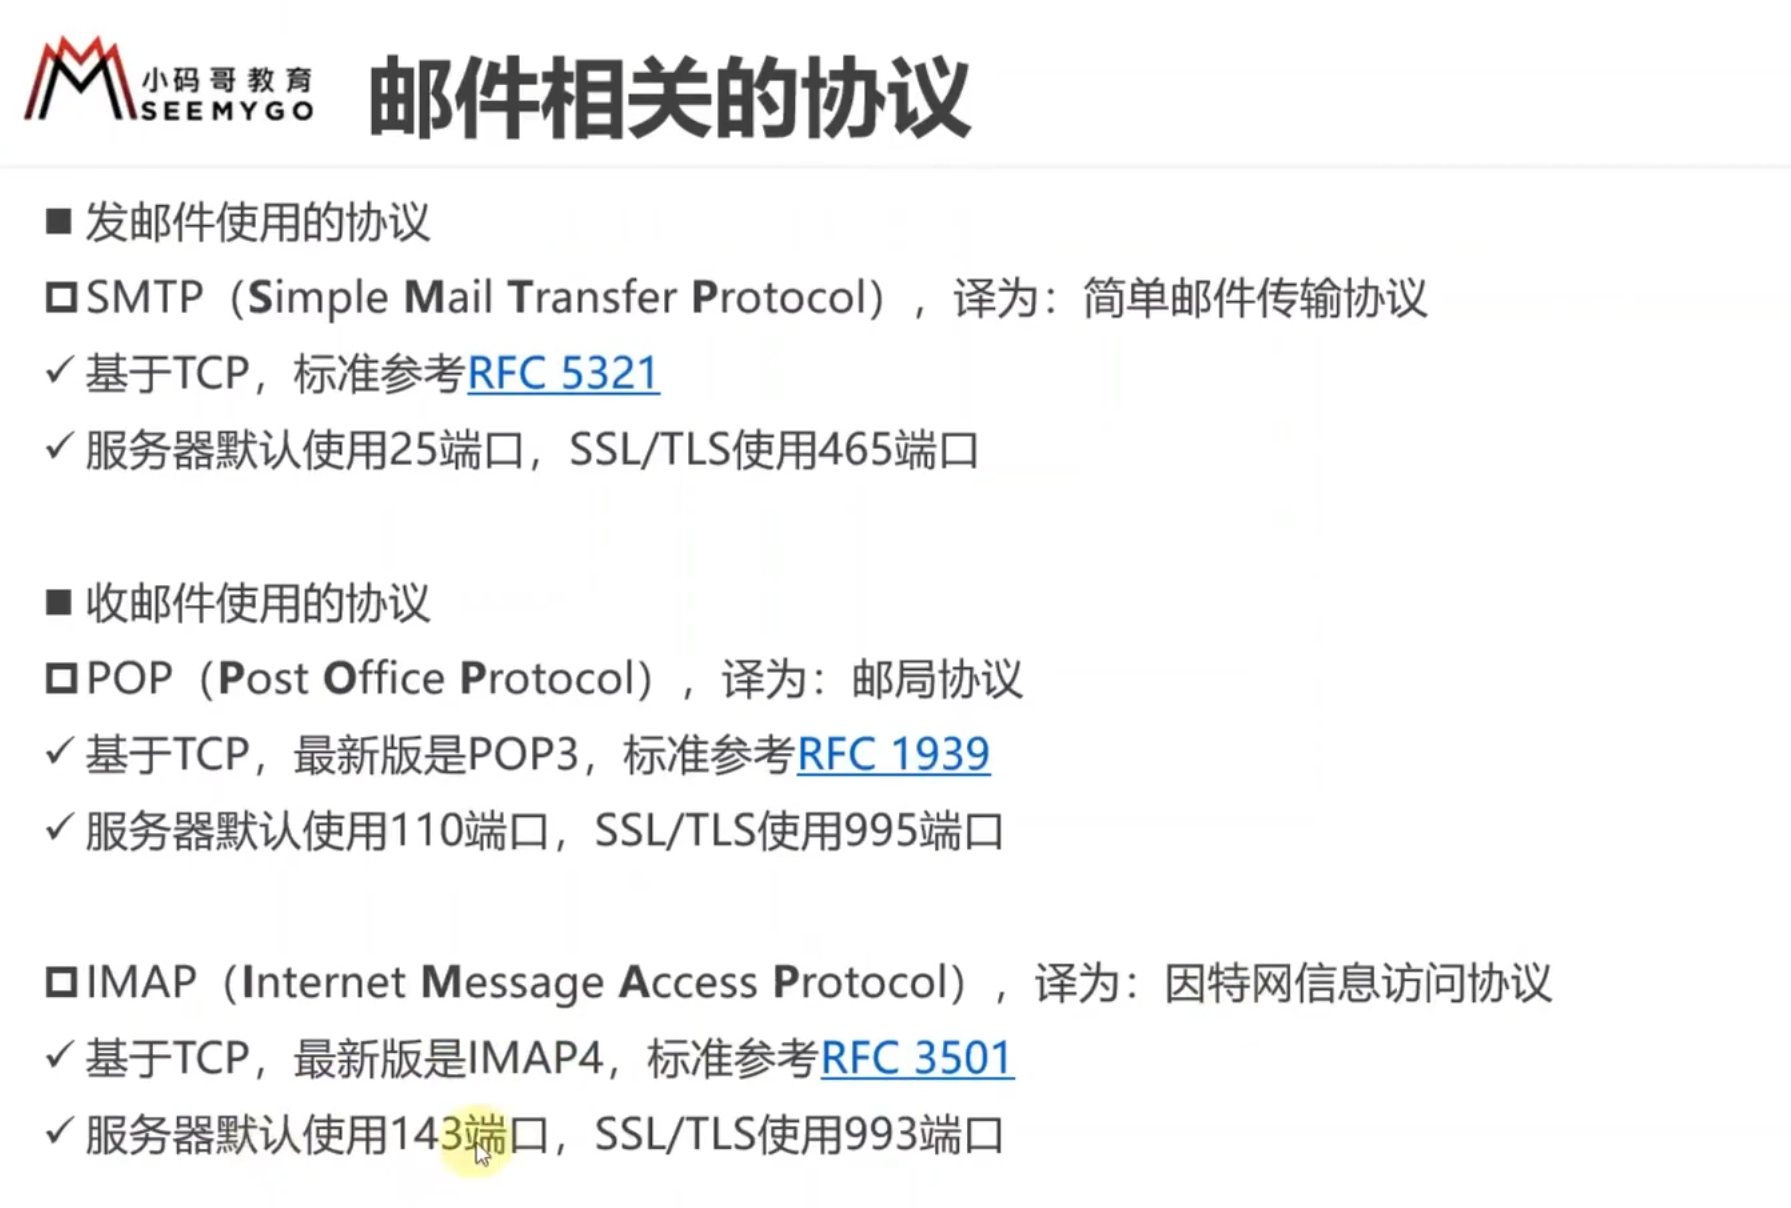 小码哥教育
SEEMYGO
邮件相关的协议
■ 发邮件使用的协议
SMTP（Simple Mail Transfer Protocol），译为：简单邮件传输协议
✓ 基于TCP，标准参考RFC 5321
✓ 服务器默认使用25端口，SSL/TLS使用465端口
■ 收邮件使用的协议
POP（Post Office Protocol），译为：邮局协议
✓ 基于TCP，最新版是POP3，标准参考RFC 1939
✓ 服务器默认使用110端口，SSL/TLS使用995端口
IMAP（Internet Message Access Protocol），译为：因特网信息访问协议
✓ 基于TCP，最新版是IMAP4，标准参考RFC 3501
✓ 服务器默认使用143端口，SSL/TLS使用993端口